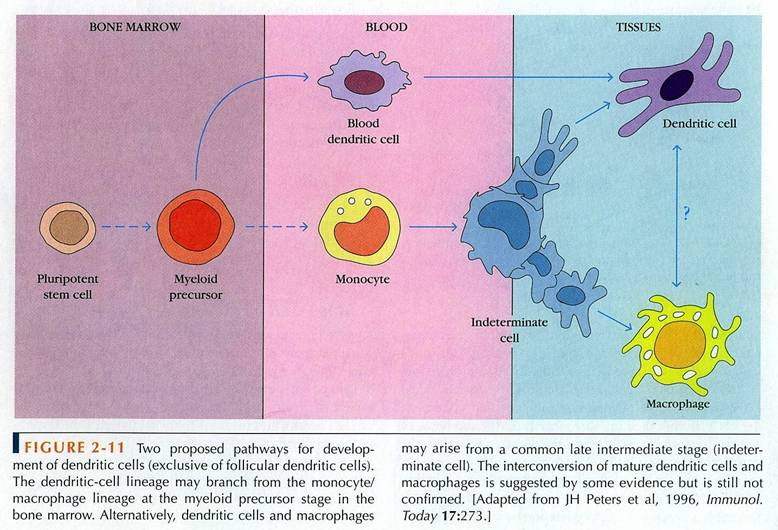 BONE MARROW
BLOOD
TISSUES
Blood
dendritic cell
Dendritic cell
?
Pluripotent
stem cell
Myeloid
precursor
Monocyte
Indeterminate
cell
Macrophage
FIGURE 2-11 Two proposed pathways for develop-
ment of dendritic cells (exclusive of follicular dendritic cells).
The dendritic-cell lineage may branch from the monocyte/
macrophage lineage at the myeloid precursor stage in the
bone marrow. Alternatively, dendritic cells and macrophages
may arise from a common late intermediate stage (indeter-
minate cell). The interconversion of mature dendritic cells and
macrophages is suggested by some evidence but is still not
confirmed. [Adapted from JH Peters et al, 1996, Immunol.
Today 17:273.]